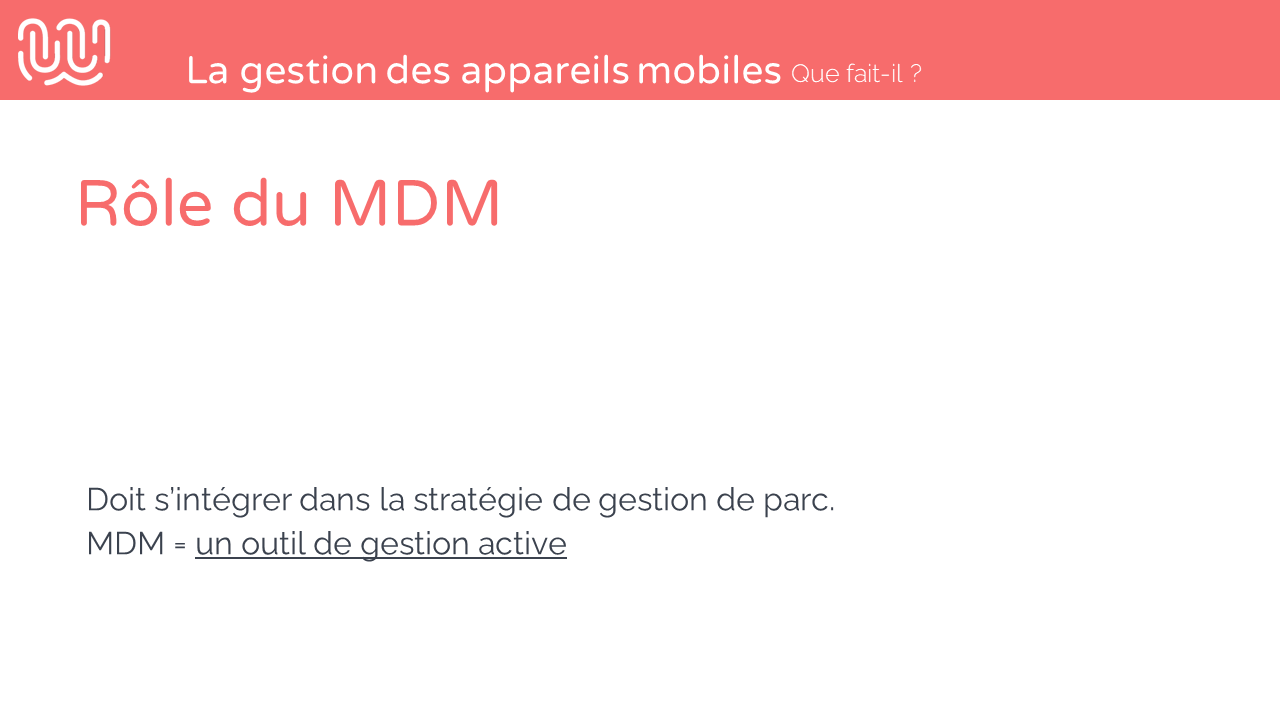 La gestion des appareils mobiles Que fait-il ?
Rôle du MDM
Doit s’intégrer dans la stratégie de gestion de parc.
MDM = un outil de gestion active